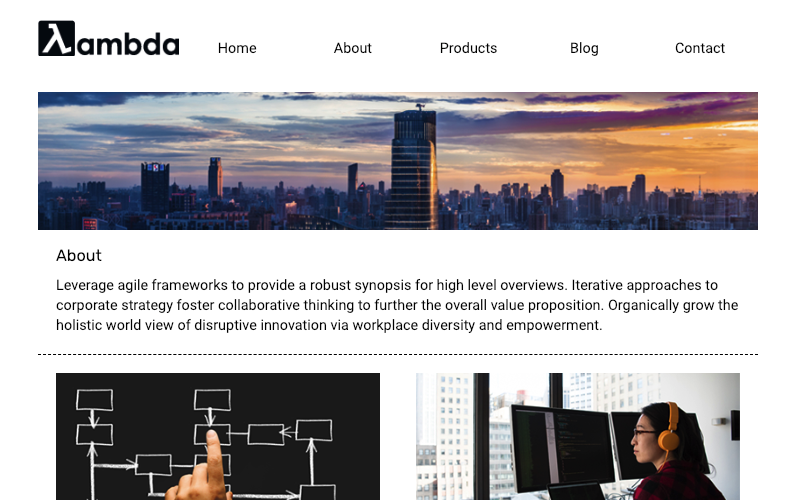 λambda
Home About Products Blog Contact
About
Leverage agile frameworks to provide a robust synopsis for high level overviews. Iterative approaches to
corporate strategy foster collaborative thinking to further the overall value proposition. Organically grow the
holistic world view of disruptive innovation via workplace diversity and empowerment.